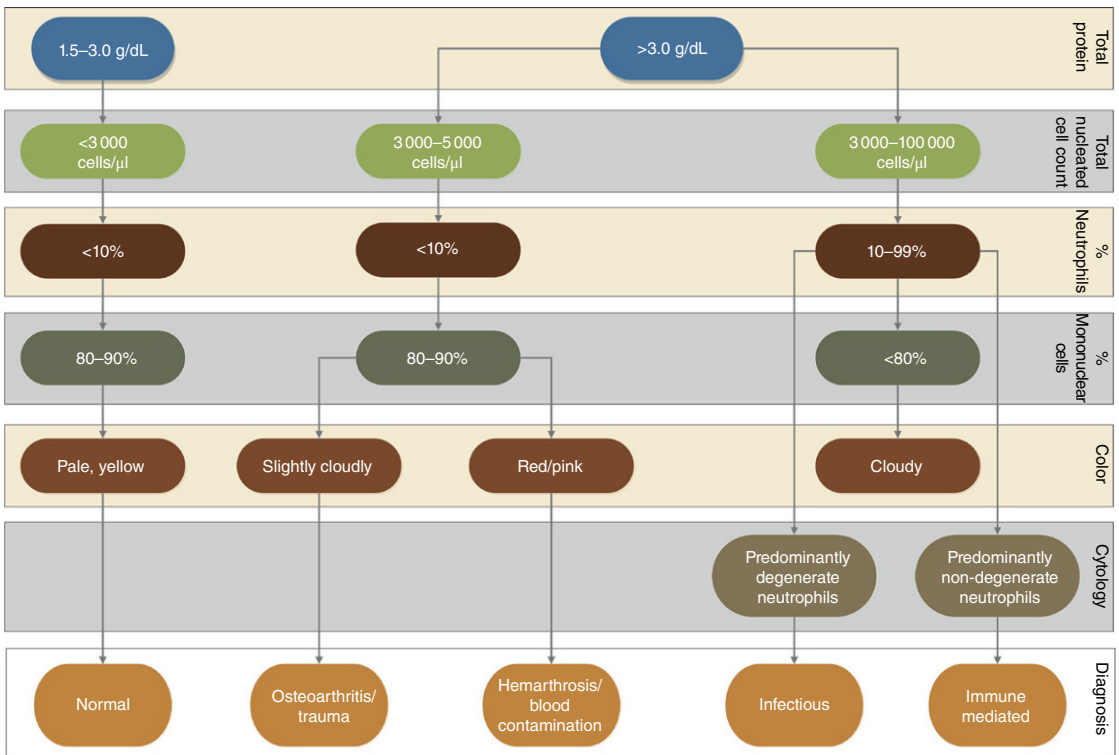 1.5–3.0 g/dL
>3.0 g/dL
Total
protein
<3 000
cells/μl
3 000–5 000
cells/μl
3 000–100 000
cells/μl
Total
nucleated
cell count
<10%
<10%
10–99%
%
Neutrophils
80–90%
80–90%
<80%
%
Mononuclear
cells
Pale, yellow
Slightly cloudly
Red/pink
Cloudy
Color
Predominantly
degenerate
neutrophils
Predominantly
non-degenerate
neutrophils
Cytology
Normal
Osteoarthritis/
trauma
Hemarthrosis/
blood
contamination
Infectious
Immune
mediated
Diagnosis